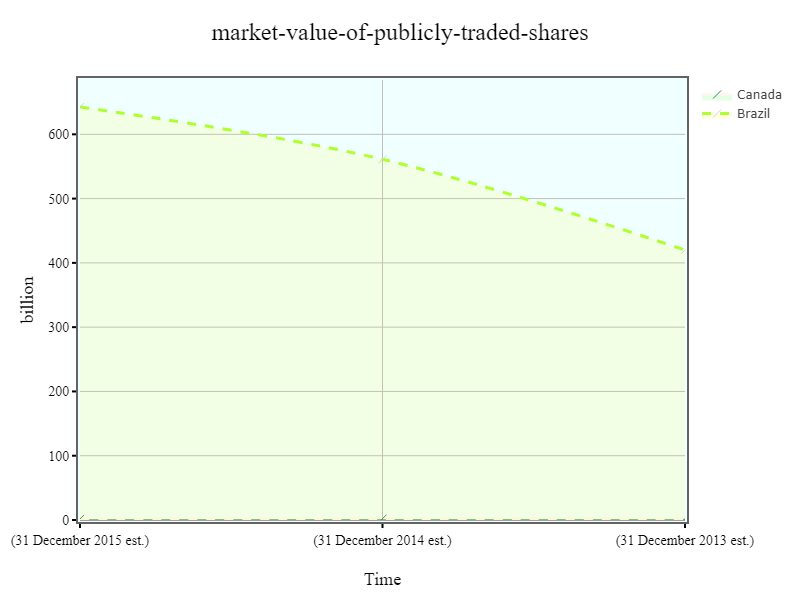 market-value-of-publicly-traded-shares
Canada
Brazil
600
500
400
300
200
100
0
billion
(31 December 2015 est.)
(31 December 2014 est.)
(31 December 2013 est.)
Time